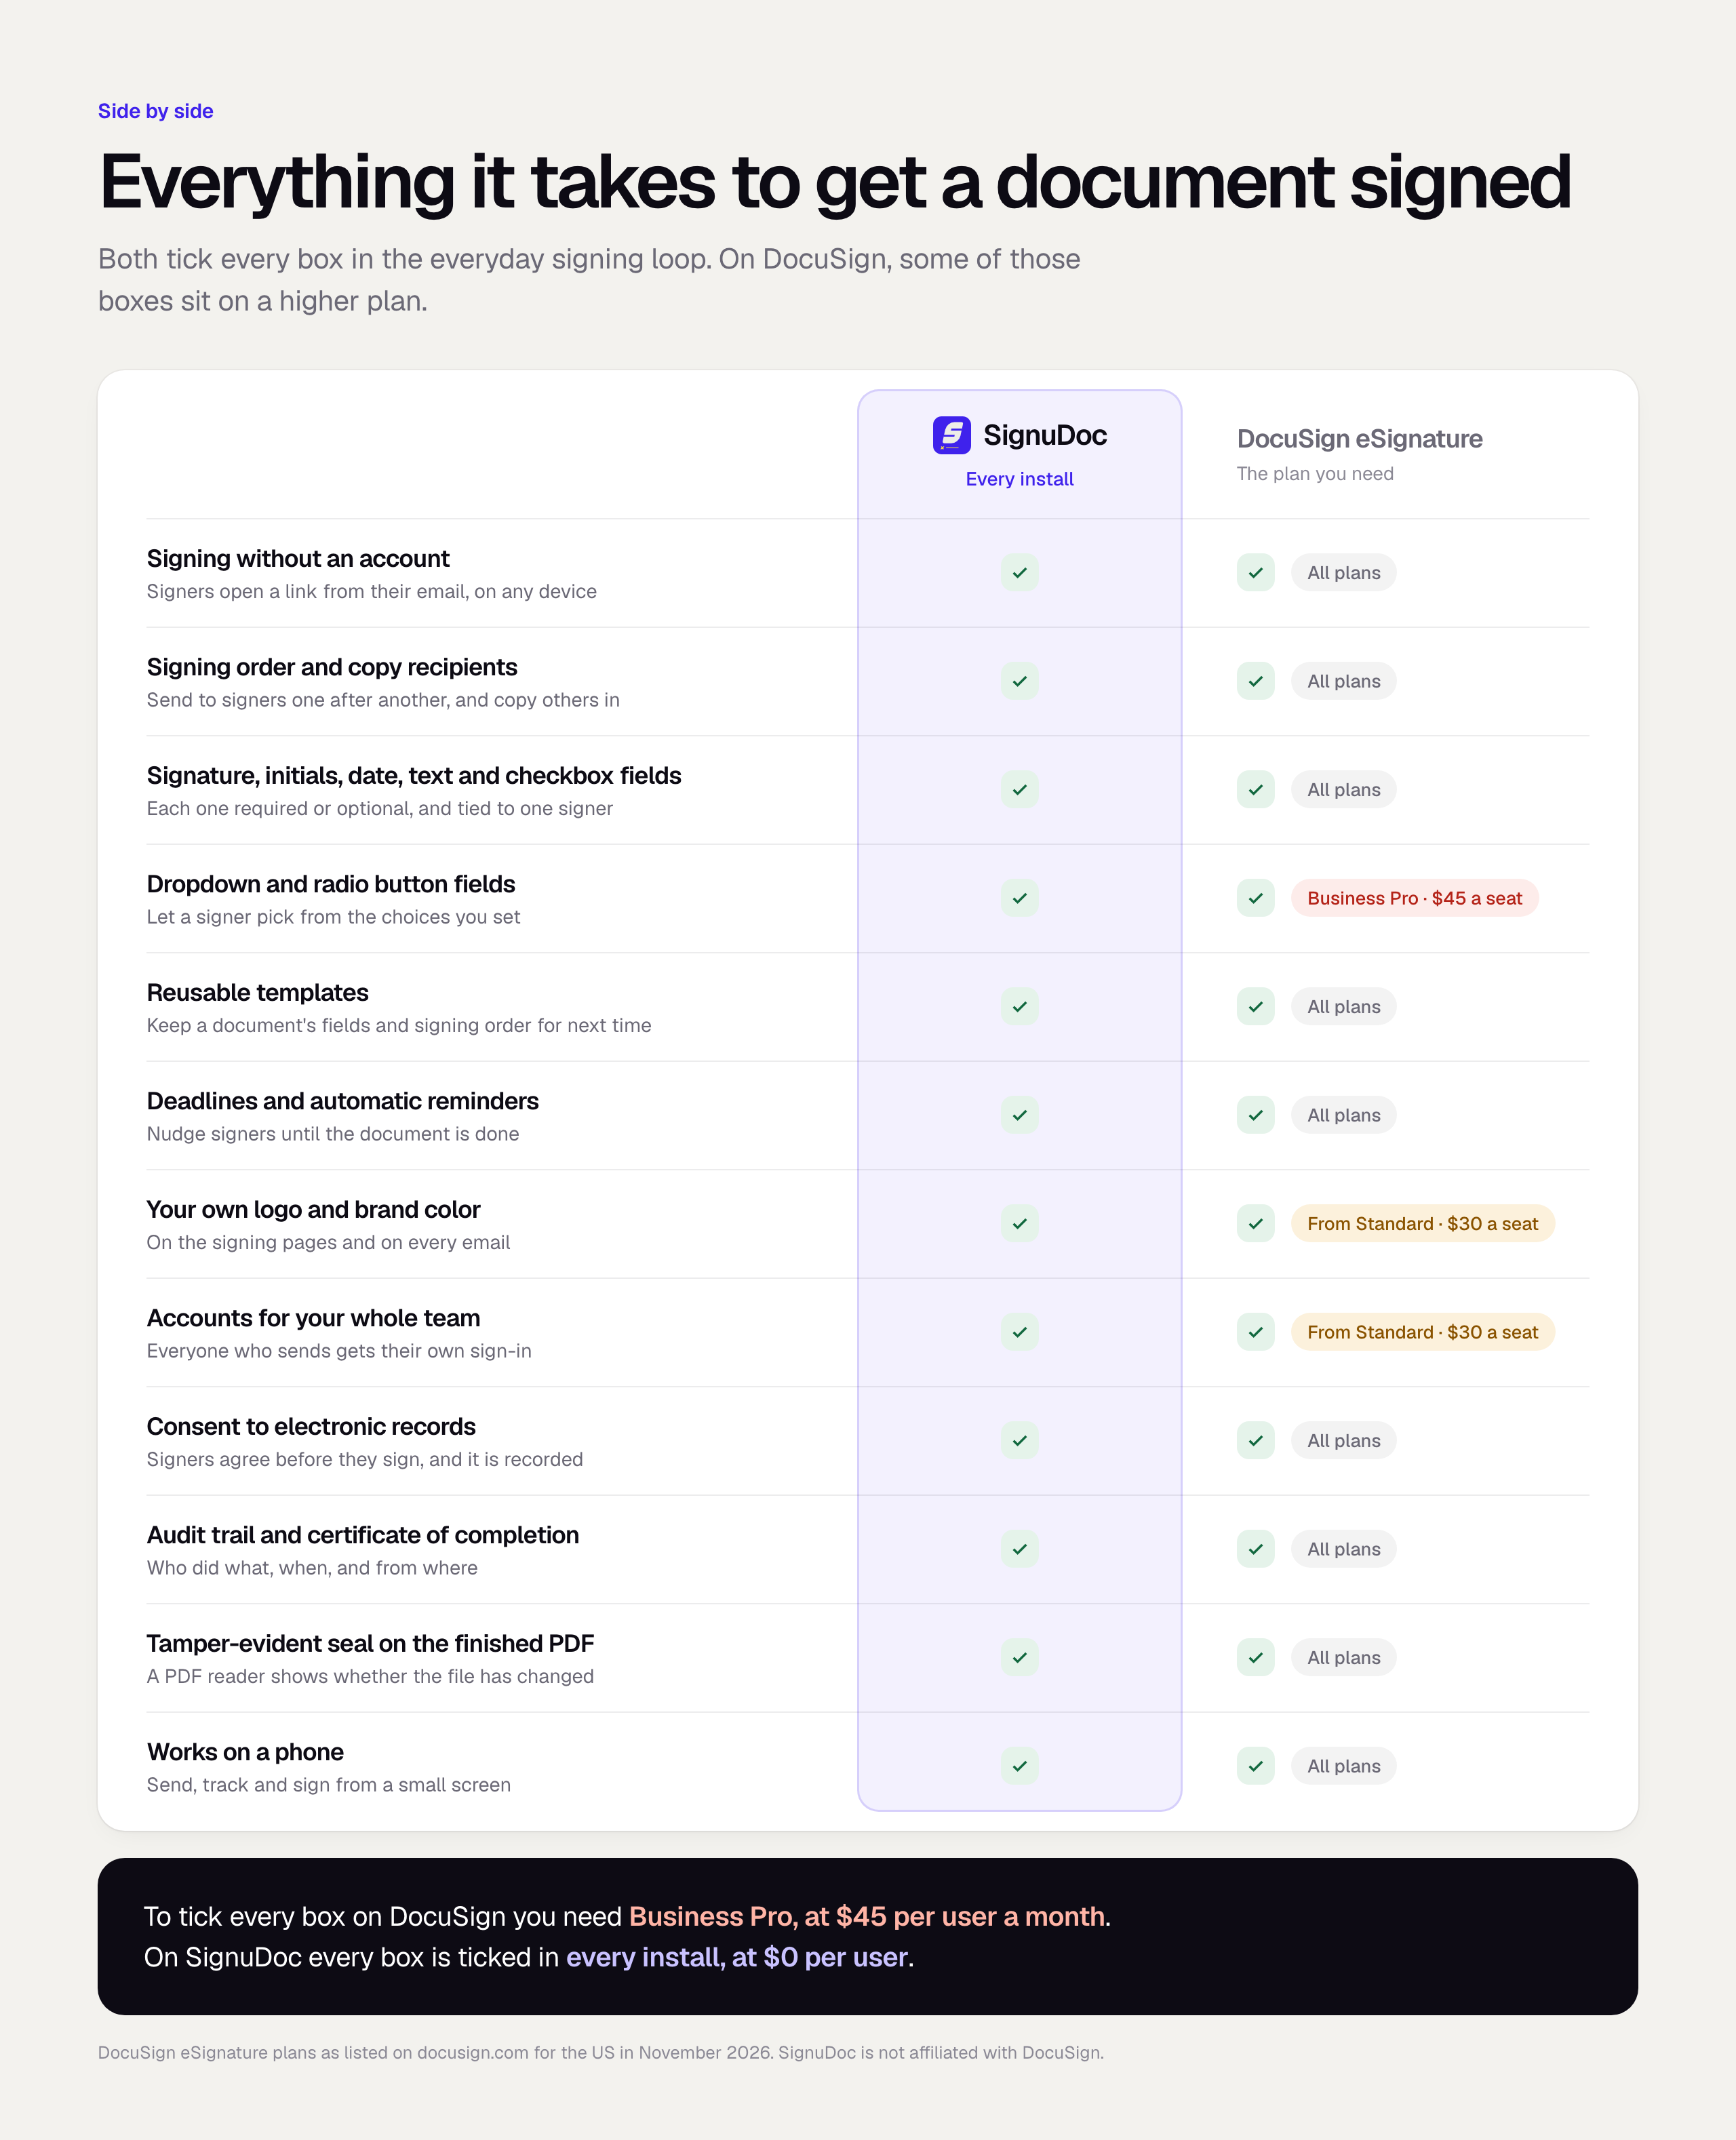 Side by side
Everything it takes to get a document signed
Both tick every box in the everyday signing loop. On DocuSign, some of those
boxes sit on a higher plan.
SignuDoc
Every install
DocuSign eSignature
The plan you need
Signing without an account
Signers open a link from their email, on any device
All plans
Signing order and copy recipients
Send to signers one after another, and copy others in
All plans
Signature, initials, date, text and checkbox fields
Each one required or optional, and tied to one signer
All plans
Dropdown and radio button fields
Let a signer pick from the choices you set
Business Pro · $45 a seat
Reusable templates
Keep a document's fields and signing order for next time
All plans
Deadlines and automatic reminders
Nudge signers until the document is done
All plans
Your own logo and brand color
On the signing pages and on every email
From Standard · $30 a seat
Accounts for your whole team
Everyone who sends gets their own sign-in
From Standard · $30 a seat
Consent to electronic records
Signers agree before they sign, and it is recorded
All plans
Audit trail and certificate of completion
Who did what, when, and from where
All plans
Tamper-evident seal on the finished PDF
A PDF reader shows whether the file has changed
All plans
Works on a phone
Send, track and sign from a small screen
All plans
To tick every box on DocuSign you need Business Pro, at $45 per user a month.
On SignuDoc every box is ticked in every install, at $0 per user.
DocuSign eSignature plans as listed on docusign.com for the US in November 2026. SignuDoc is not affiliated with DocuSign.